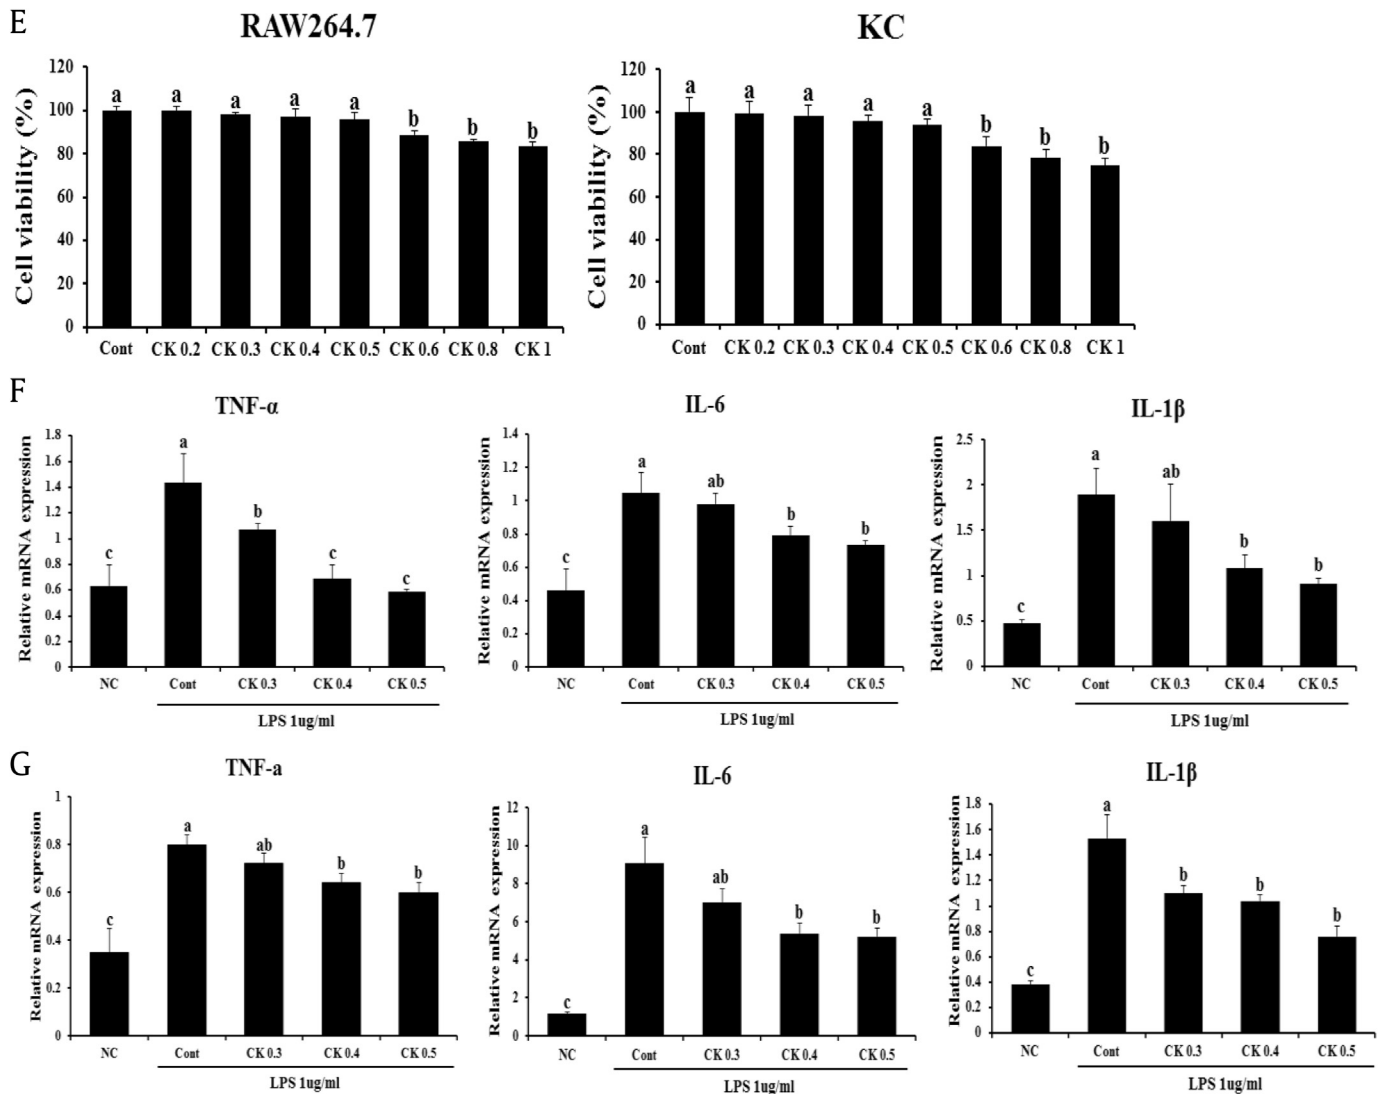 E
RAW264.7
KC
Cell viability (%)
120
100
80
60
40
20
0
a a a a a b b b
Cont CK 0.2 CK 0.3 CK 0.4 CK 0.5 CK 0.6 CK 0.8 CK 1
Cell viability (%)
120
100
80
60
40
20
0
a a a a a b b b
Cont CK 0.2 CK 0.3 CK 0.4 CK 0.5 CK 0.6 CK 0.8 CK 1
F
TNF-α
Relative mRNA expression
1.8
1.6
1.4
1.2
1
0.8
0.6
0.4
0.2
0
c a b c c
NC Cont CK 0.3 CK 0.4 CK 0.5
LPS 1ug/ml
IL-6
Relative mRNA expression
1.4
1.2
1
0.8
0.6
0.4
0.2
0
c a ab b b
NC Cont CK 0.3 CK 0.4 CK 0.5
LPS 1ug/ml
IL-1β
Relative mRNA expression
2.5
2
1.5
1
0.5
0
c a ab b b
NC Cont CK 0.3 CK 0.4 CK 0.5
LPS 1ug/ml
G
TNF-a
Relative mRNA expression
1
0.8
0.6
0.4
0.2
0
c a ab b b
NC Cont CK 0.3 CK 0.4 CK 0.5
LPS 1ug/ml
IL-6
Relative mRNA expression
12
10
8
6
4
2
0
c a ab b b
NC Cont CK 0.3 CK 0.4 CK 0.5
LPS 1ug/ml
IL-1β
Relative mRNA expression
1.8
1.6
1.4
1.2
1
0.8
0.6
0.4
0.2
0
c a b b b
NC Cont CK 0.3 CK 0.4 CK 0.5
LPS 1ug/ml